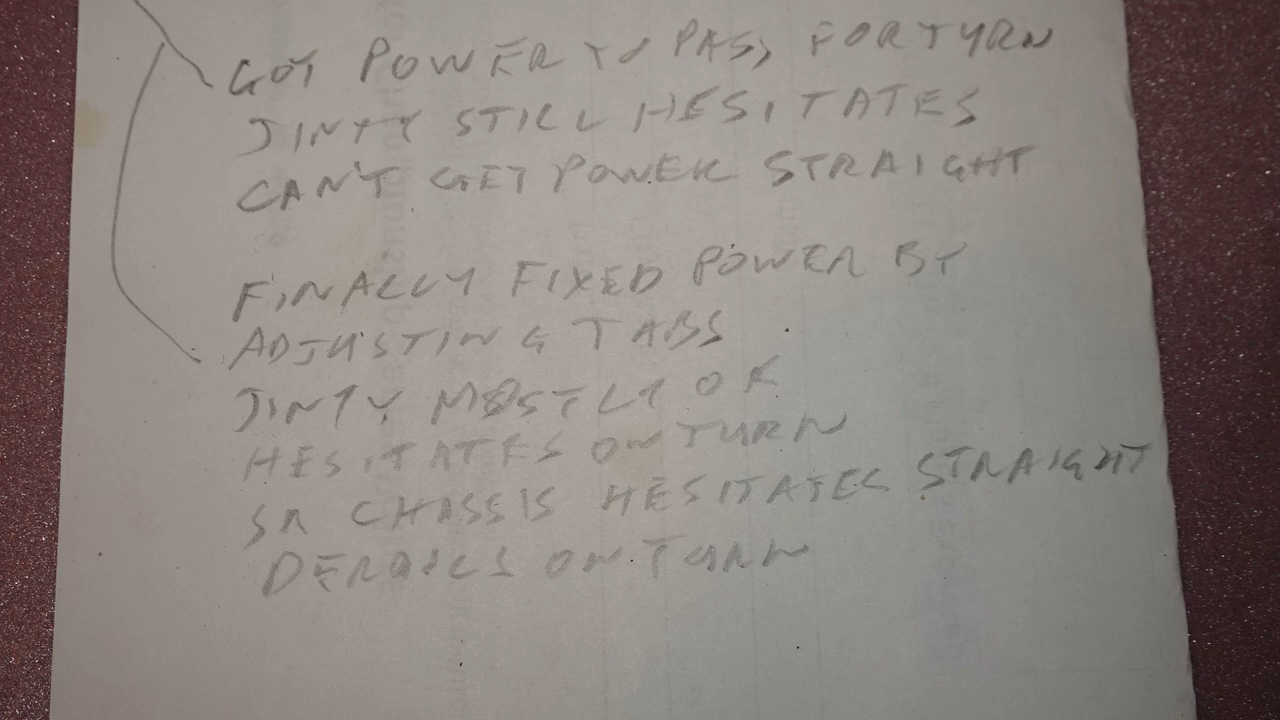 GOT POWER TO PASS, FOR TURN
JINTY STILL HESITATES
CAN'T GET POWER STRAIGHT
FINALLY FIXED POWER BY
ADJUSTING TABS
JINTY MOSTLY OK
HESITATES ON TURN
SR CHASSIS HESITATES STRAIGHT
DERAILS ON TURN